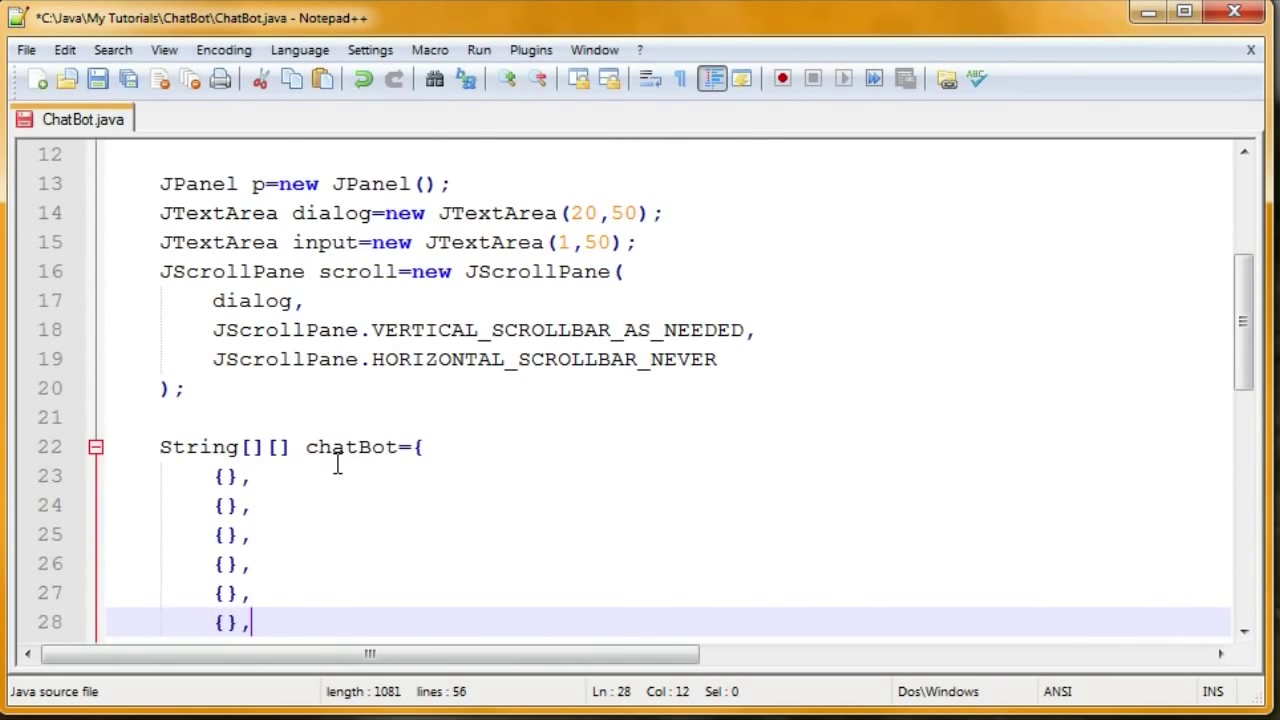 *C:\Java\My Tutorials\ChatBot\ChatBot.java - Notepad++
File Edit Search View Encoding Language Settings Macro Run Plugins Window ? X
ABC
ChatBot.java
12
13 JPanel p=new JPanel();
14 JTextArea dialog=new JTextArea(20,50);
15 JTextArea input=new JTextArea(1,50);
16 JScrollPane scroll=new JScrollPane(
17 dialog,
18 JScrollPane.VERTICAL_SCROLLBAR_AS_NEEDED,
19 JScrollPane.HORIZONTAL_SCROLLBAR_NEVER
20 );
21
22 String[][] chatBot={
23 {},
24 {},
25 {},
26 {},
27 {},
28 {},
Java source file length : 1081 lines : 56 Ln : 28 Col : 12 Sel : 0 Dos\Windows ANSI INS